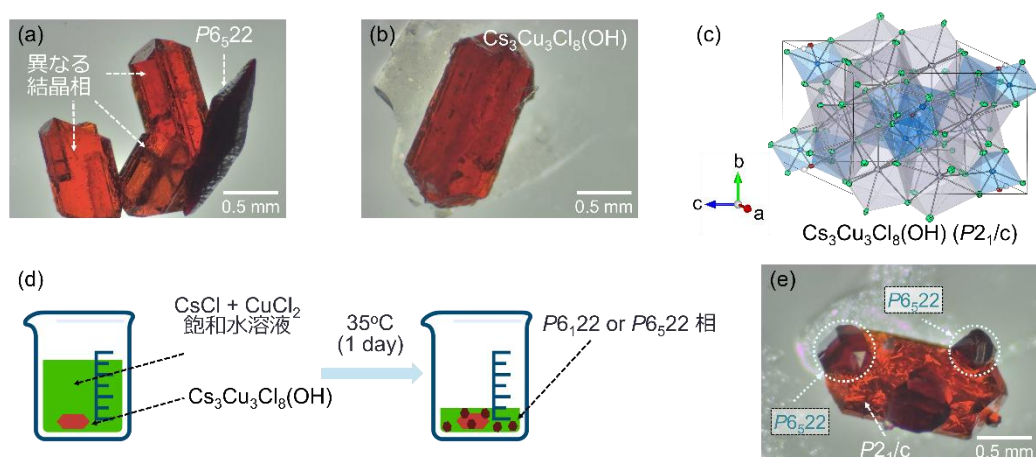 (a)
P6₅22
異なる
結晶相
0.5 mm
(b)
Cs₃Cu₃Cl₈(OH)
0.5 mm
(c)
b
c
a
Cs₃Cu₃Cl₈(OH) (P2₁/c)
(d)
CsCl + CuCl₂
飽和水溶液
Cs₃Cu₃Cl₈(OH)
35ºC
(1 day)
P6₁22 or P6₅22 相
(e)
P6₅22
P6₅22
P2₁/c
0.5 mm